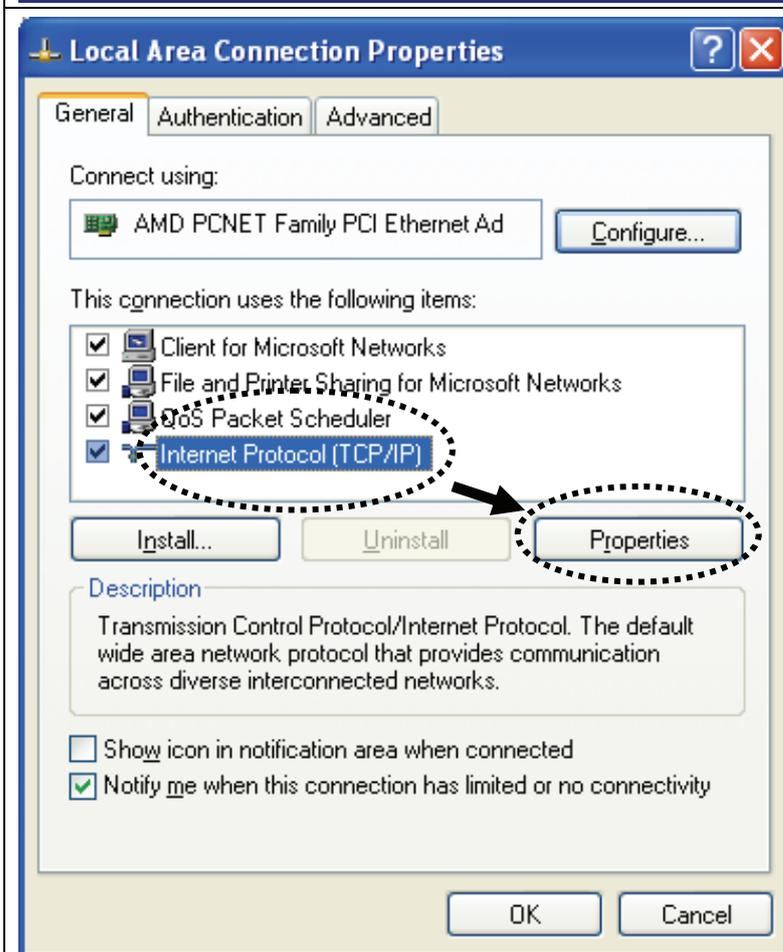 Local Area Connection Properties
General Authentication Advanced
Connect using:
AMD PCNET Family PCI Ethernet Ad Configure...
This connection uses the following items:
Client for Microsoft Networks
File and Printer Sharing for Microsoft Networks
QoS Packet Scheduler
Internet Protocol (TCP/IP)
Install... Uninstall Properties
Description
Transmission Control Protocol/Internet Protocol. The default
wide area network protocol that provides communication
across diverse interconnected networks.
Show icon in notification area when connected
Notify me when this connection has limited or no connectivity
OK Cancel